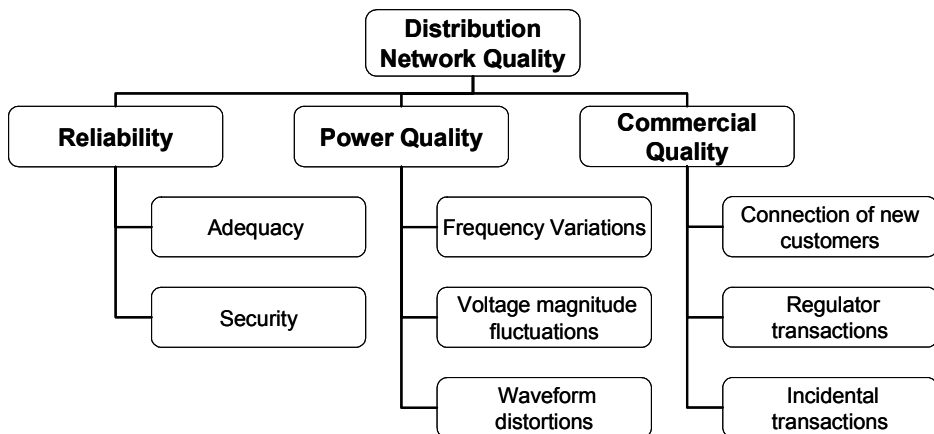 Distribution
Network Quality
Reliability
Power Quality
Commercial
Quality
Adequacy
Frequency Variations
Connection of new
customers
Security
Voltage magnitude
fluctuations
Regulator
transactions
Waveform
distortions
Incidental
transactions